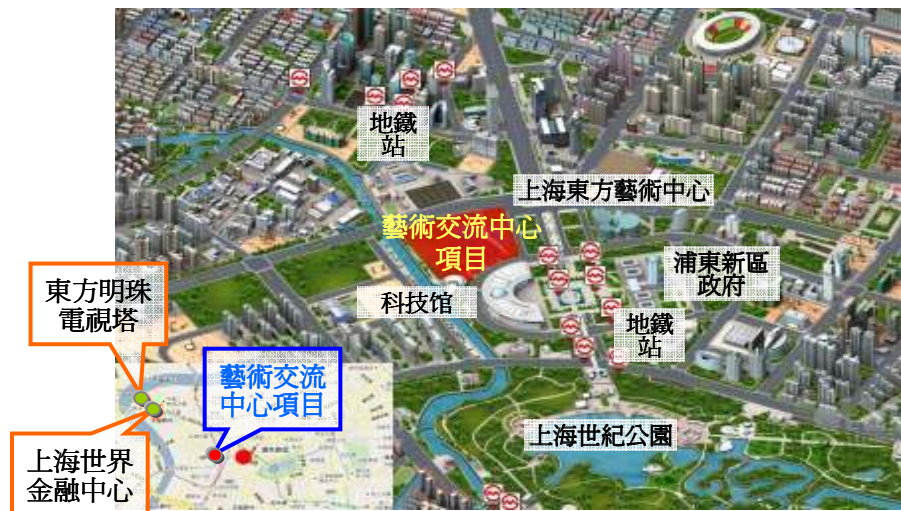 地鐵
站
上海東方藝術中心
藝術交流中心
項目
浦東新區
政府
科技馆
地鐵
站
東方明珠
電視塔
藝術交流
中心項目
上海世紀公園
上海世界
金融中心